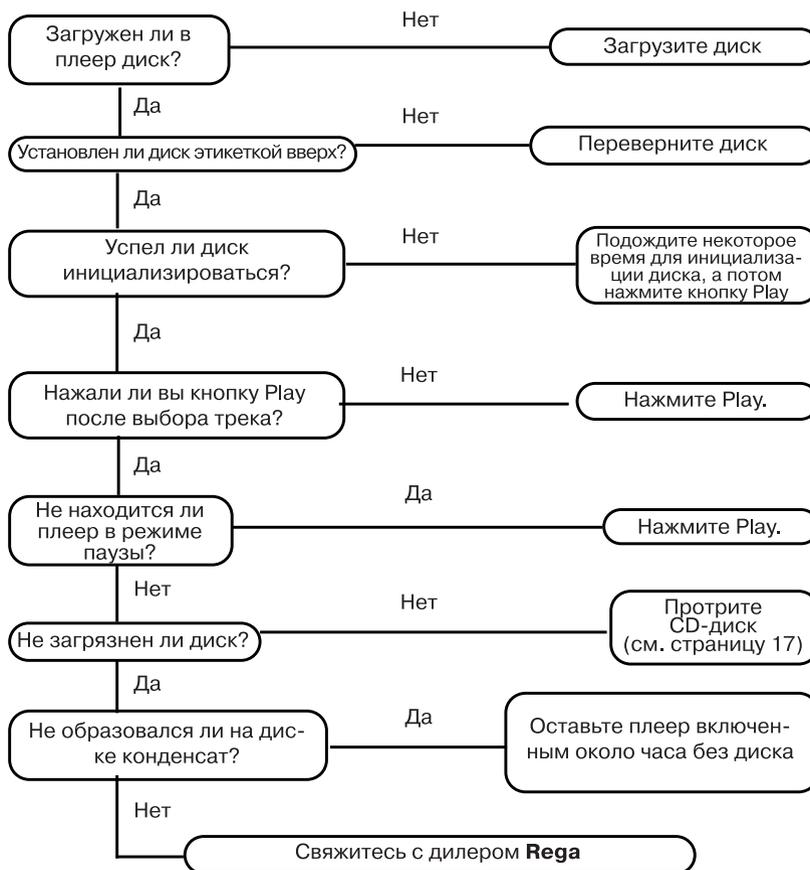 Загружен ли в
плеер диск?
Нет
Загрузите диск
Да
Установлен ли диск этикеткой вверх?
Нет
Переверните диск
Да
Успел ли диск
инициализироваться?
Нет
Подождите некоторое
время для инициализа-
ции диска, а потом
нажмите кнопку Play
Да
Нажали ли вы кнопку Play
после выбора трека?
Нет
Нажмите Play.
Да
Не находится ли
плеер в режиме
паузы?
Да
Нажмите Play.
Нет
Не загрязнен ли диск?
Нет
Протрите
CD-диск
(см. страницу 17)
Да
Не образовался ли на дис-
ке конденсат?
Да
Оставьте плеер включен-
ным около часа без диска
Нет
Свяжитесь с дилером Rega